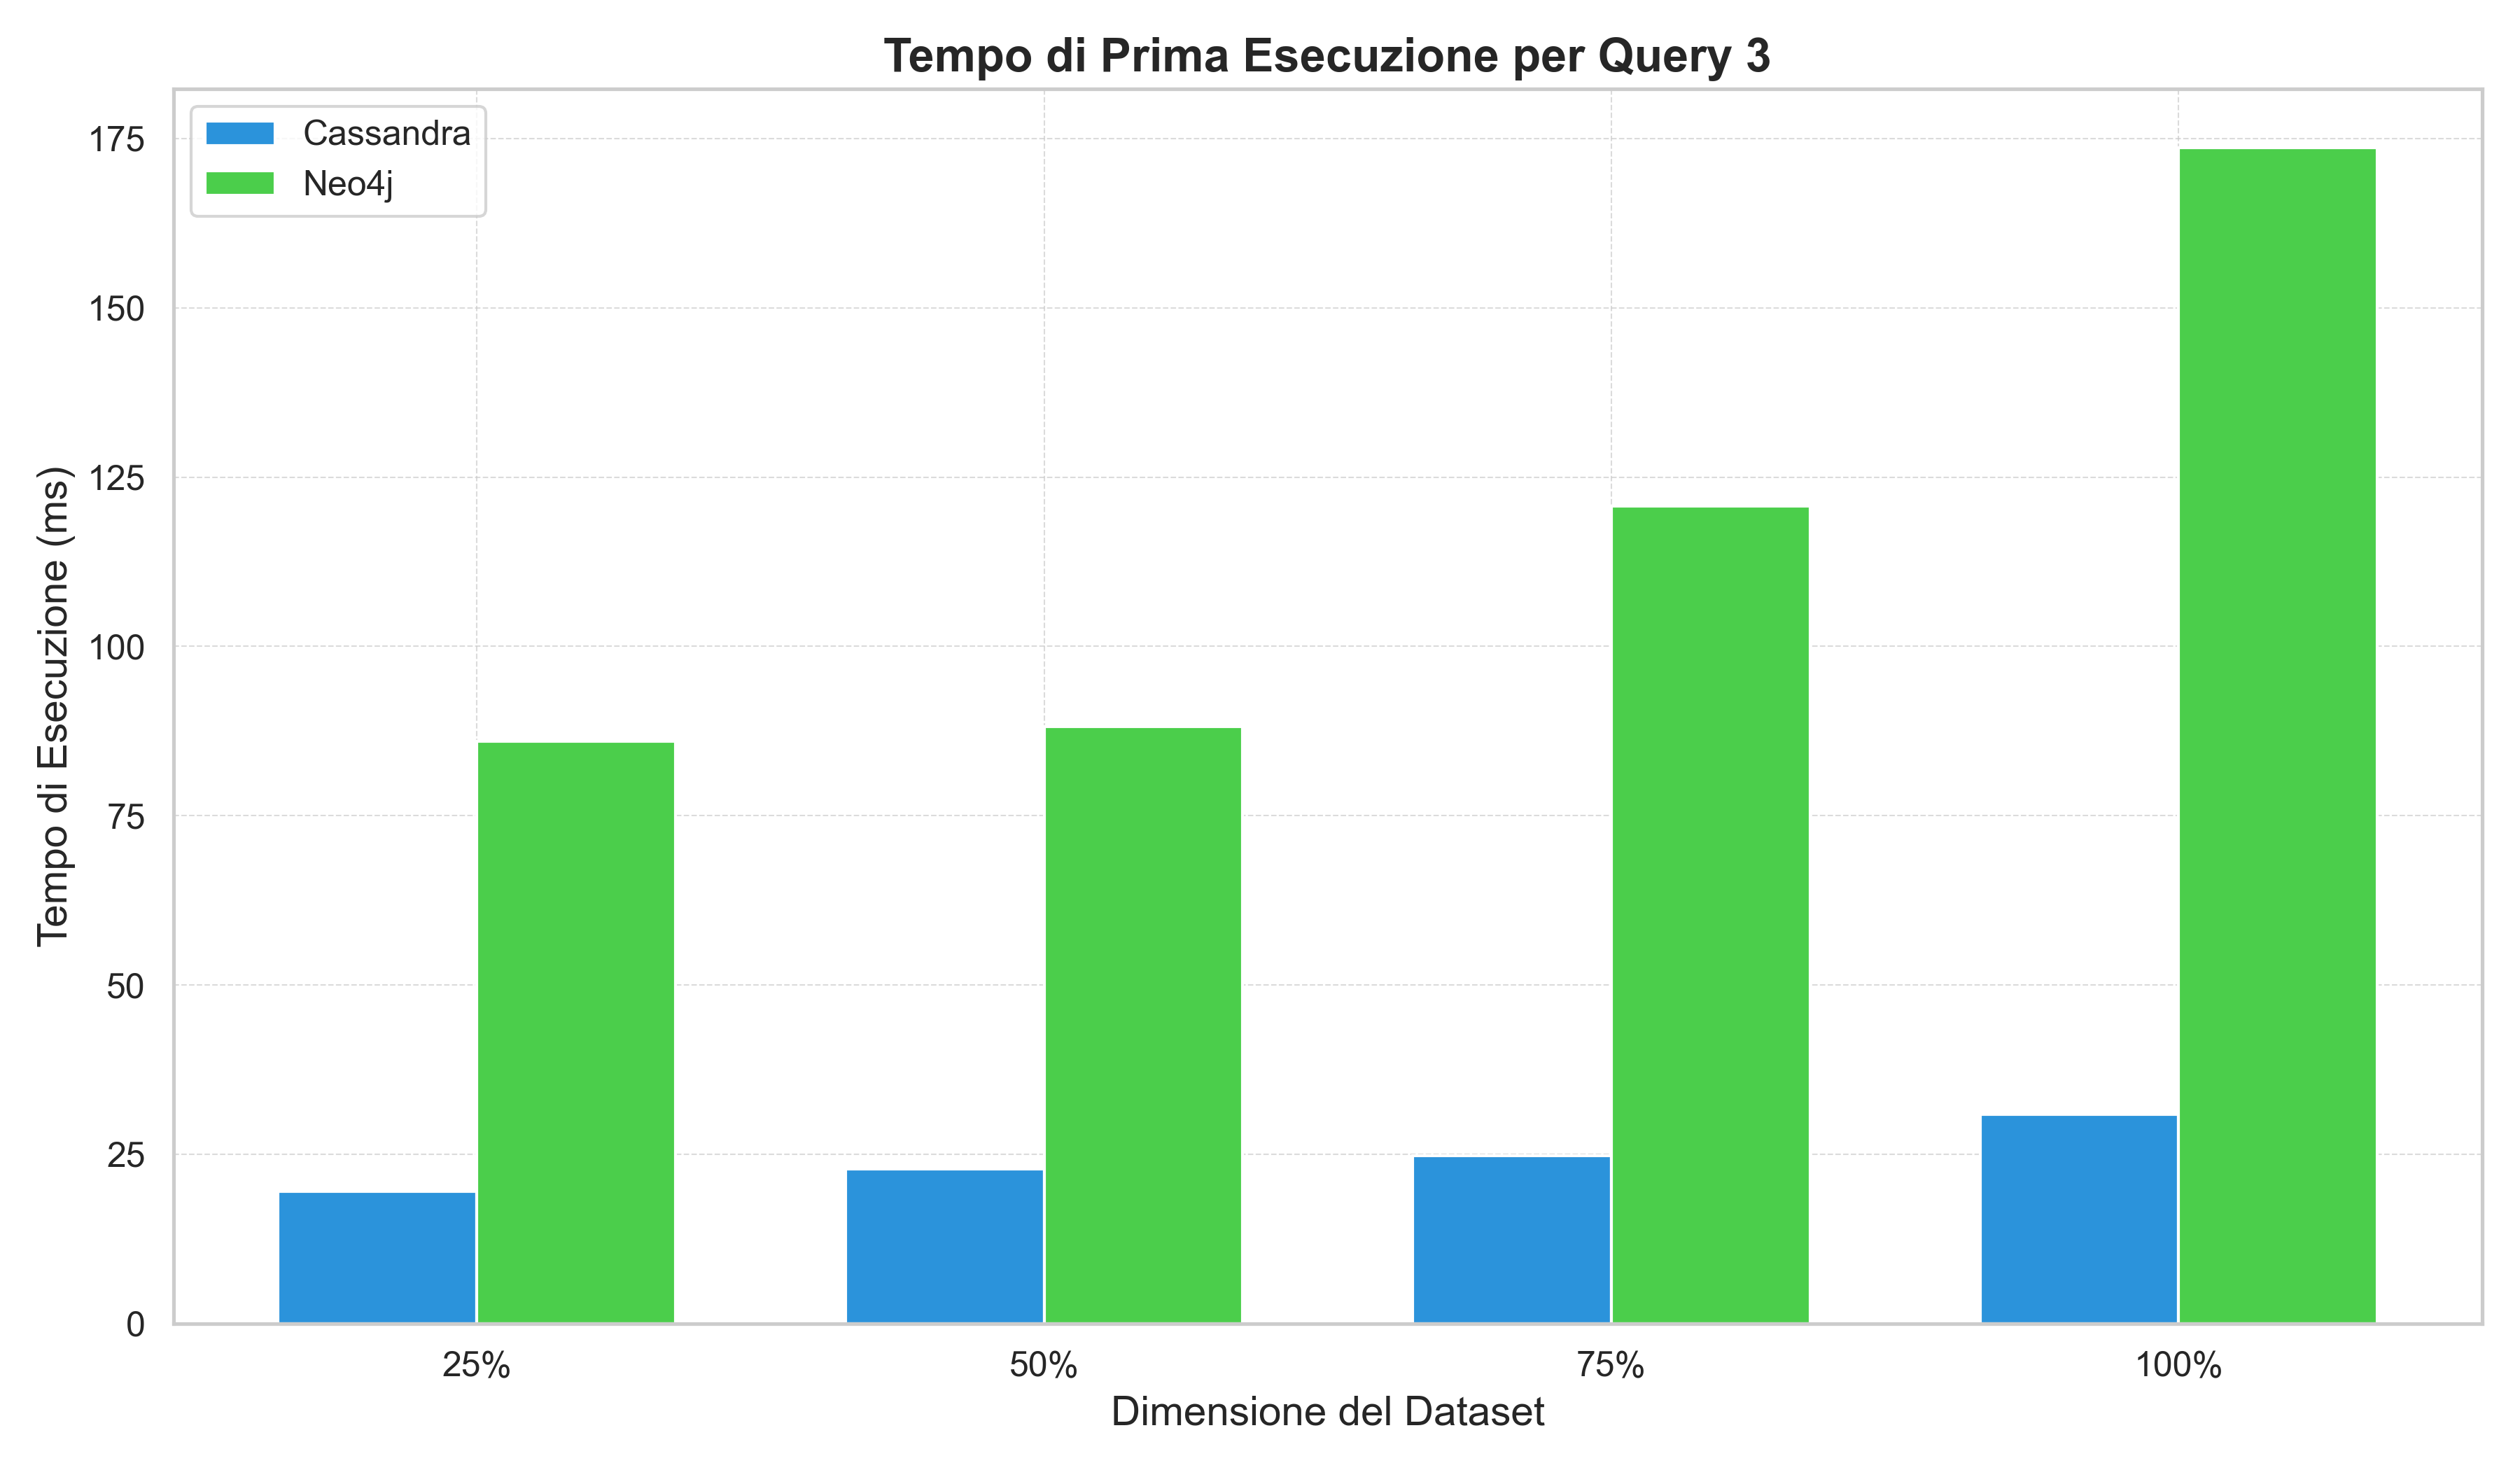 Tempo di Prima Esecuzione per Query 3
Cassandra
Neo4j
Tempo di Esecuzione (ms)
175
150
125
100
75
50
25
0
25%
50%
75%
100%
Dimensione del Dataset